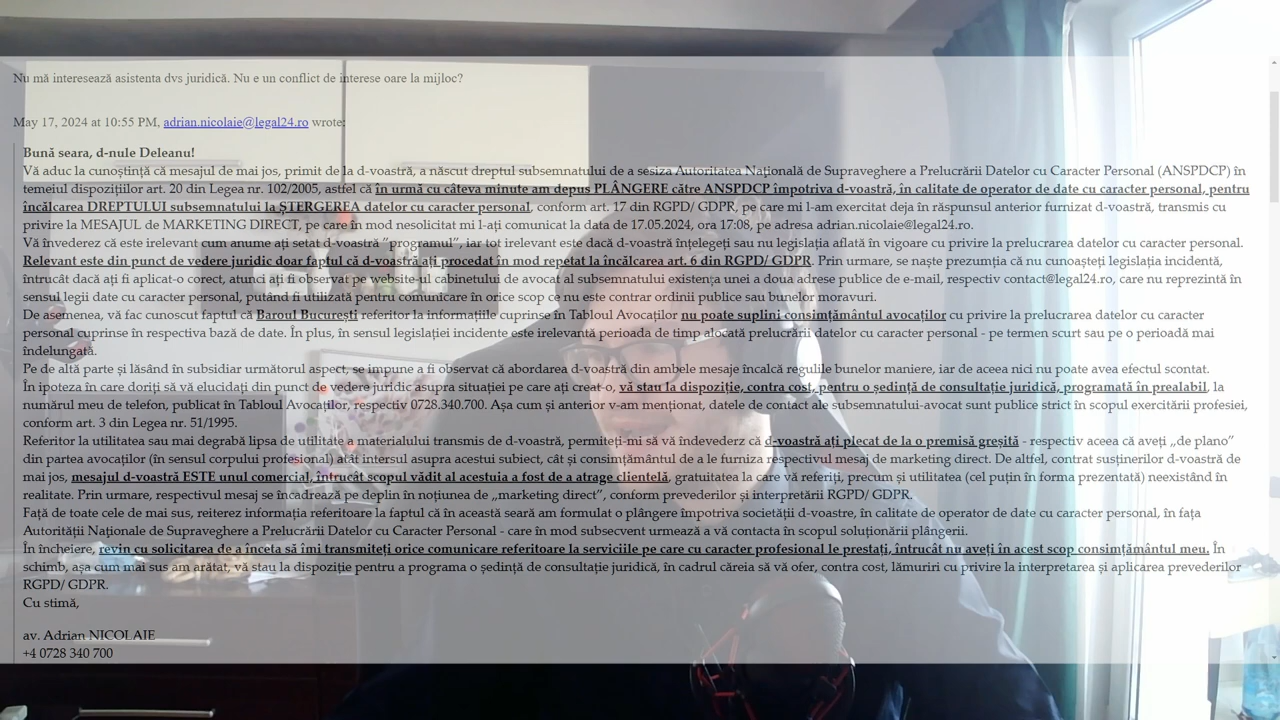 Nu mă interesează asistenta dvs juridică. Nu e un conflict de interese oare la mijloc?
May 17, 2024 at 10:55 PM, adrian.nicolaie@legal24.ro wrote:
Bună seara, d-nule Deleanu!
Vă aduc la cunoștință că mesajul de mai jos, primit de la d-voastră, a născut dreptul subsemnatului de a sesiza Autoritatea Națională de Supraveghere a Prelucrării Datelor cu Caracter Personal (ANSPDCP) în
temeiul dispozițiilor art. 20 din Legea nr. 102/2005, astfel că în urmă cu câteva minute am depus PLÂNGERE către ANSPDCP împotriva d-voastră, în calitate de operator de date cu caracter personal, pentru
încălcarea DREPTULUI subsemnatului la ȘTERGEREA datelor cu caracter personal, conform art. 17 din RGPD/ GDPR, pe care mi l-am exercitat deja în răspunsul anterior furnizat d-voastră, transmis cu
privire la MESAJUL de MARKETING DIRECT, pe care în mod nesolicitat mi l-ați comunicat la data de 17.05.2024, ora 17:08, pe adresa adrian.nicolaie@legal24.ro.
Vă învederez că este irelevant cum anume ați setat d-voastră "programul", iar tot irelevant este dacă d-voastră înțelegeți sau nu legislația aflată în vigoare cu privire la prelucrarea datelor cu caracter personal.
Relevant este din punct de vedere juridic doar faptul că d-voastră ați procedat în mod repetat la încălcarea art. 6 din RGPD/ GDPR. Prin urmare, se naște prezumția că nu cunoașteți legislația incidentă,
întrucât dacă ați fi aplicat-o corect, atunci ați fi observat pe website-ul cabinetului de avocat al subsemnatului existența unei a doua adrese publice de e-mail, respectiv contact@legal24.ro, care nu reprezintă în
sensul legii date cu caracter personal, putând fi utilizată pentru comunicare în orice scop ce nu este contrar ordinii publice sau bunelor moravuri.
De asemenea, vă fac cunoscut faptul că Baroul București referitor la informațiile cuprinse în Tabloul Avocaților nu poate suplini consimțământul avocaților cu privire la prelucrarea datelor cu caracter
personal cuprinse în respectiva bază de date. În plus, în sensul legislației incidente este irelevantă perioada de timp alocată prelucrării datelor cu caracter personal - pe termen scurt sau pe o perioadă mai
îndelungată.
Pe de altă parte și lăsând în subsidiar următorul aspect, se impune a fi observat că abordarea d-voastră din ambele mesaje încalcă regulile bunelor maniere, iar de aceea nici nu poate avea efectul scontat.
În ipoteza în care doriți să vă elucidați din punct de vedere juridic asupra situației pe care ați creat-o, vă stau la dispoziție, contra cost, pentru o ședință de consultație juridică, programată în prealabil, la
numărul meu de telefon, publicat în Tabloul Avocaților, respectiv 0728.340.700. Așa cum și anterior v-am menționat, datele de contact ale subsemnatului-avocat sunt publice strict în scopul exercitării profesiei,
conform art. 3 din Legea nr. 51/1995.
Referitor la utilitatea sau mai degrabă lipsa de utilitate a materialului transmis de d-voastră, permiteți-mi să vă îndevederz că d-voastră ați plecat de la o premisă greșită - respectiv aceea că aveți „de plano”
din partea avocaților (în sensul corpului profesional) atât intersul asupra acestui subiect, cât și consimțământul de a le furniza respectivul mesaj de marketing direct. De altfel, contrat susținerilor d-voastră de
mai jos, mesajul d-voastră ESTE unul comercial, întrucât scopul vădit al acestuia a fost de a atrage clientelă, gratuitatea la care vă referiți, precum și utilitatea (cel puțin în forma prezentată) neexistând în
realitate. Prin urmare, respectivul mesaj se încadrează pe deplin în noțiunea de „marketing direct”, conform prevederilor și interpretării RGPD/ GDPR.
Față de toate cele de mai sus, reiterez informația referitoare la faptul că în această seară am formulat o plângere împotriva societății d-voastre, în calitate de operator de date cu caracter personal, în fața
Autorității Naționale de Supraveghere a Prelucrării Datelor cu Caracter Personal - care în mod subsecvent urmează a vă contacta în scopul soluționării plângerii.
În încheiere, revin cu solicitarea de a înceta să îmi transmiteți orice comunicare referitoare la serviciile pe care cu caracter profesional le prestați, întrucât nu aveți în acest scop consimțământul meu. În
schimb, așa cum mai sus am arătat, vă stau la dispoziție pentru a programa o ședință de consultație juridică, în cadrul căreia să vă ofer, contra cost, lămuriri cu privire la interpretarea și aplicarea prevederilor
RGPD/ GDPR.
Cu stimă,
av. Adrian NICOLAIE
+4 0728 340 700